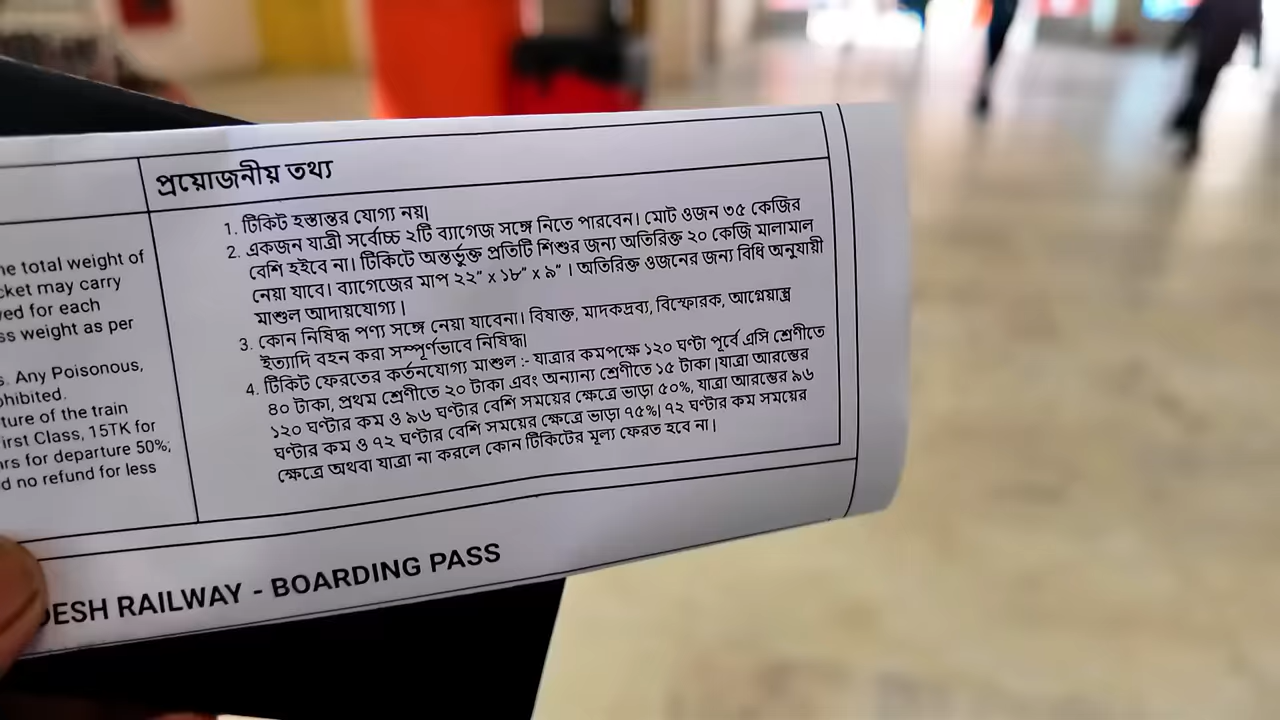 প্রয়োজনীয় তথ্য
he total weight of
cket may carry
ved for each
ss weight as per
s. Any Poisonous,
ohibited.
ture of the train
irst Class, 15TK for
rs for departure 50%;
d no refund for less
1. টিকিট হস্তান্তর যোগ্য নয়।
2. একজন যাত্রী সর্বোচ্চ ২টি ব্যাগেজ সঙ্গে নিতে পারবেন। মোট ওজন ৩৫ কেজির
বেশি হইবে না। টিকিটে অন্তর্ভূক্ত প্রতিটি শিশুর জন্য অতিরিক্ত ২০ কেজি মালামাল
নেয়া যাবে। ব্যাগেজের মাপ ২২" x ১৮" x ৯" । অতিরিক্ত ওজনের জন্য বিধি অনুযায়ী
মাশুল আদায়যোগ্য ।
3. কোন নিষিদ্ধ পণ্য সঙ্গে নেয়া যাবেনা। বিষাক্ত, মাদকদ্রব্য, বিস্ফোরক, আগ্নেয়াস্ত্র
ইত্যাদি বহন করা সম্পূর্ণভাবে নিষিদ্ধ।
4. টিকিট ফেরতের কর্তনযোগ্য মাশুল :- যাত্রার কমপক্ষে ১২০ ঘণ্টা পূর্বে এসি শ্রেণীতে
৪০ টাকা, প্রথম শ্রেণীতে ২০ টাকা এবং অন্যান্য শ্রেণীতে ১৫ টাকা ।যাত্রা আরম্ভের
১২০ ঘণ্টার কম ও ৯৬ ঘণ্টার বেশি সময়ের ক্ষেত্রে ভাড়া ৫০%, যাত্রা আরম্ভের ৯৬
ঘণ্টার কম ও ৭২ ঘণ্টার বেশি সময়ের ক্ষেত্রে ভাড়া ৭৫%। ৭২ ঘণ্টার কম সময়ের
ক্ষেত্রে অথবা যাত্রা না করলে কোন টিকিটের মূল্য ফেরত হবে না।
DESH RAILWAY - BOARDING PASS